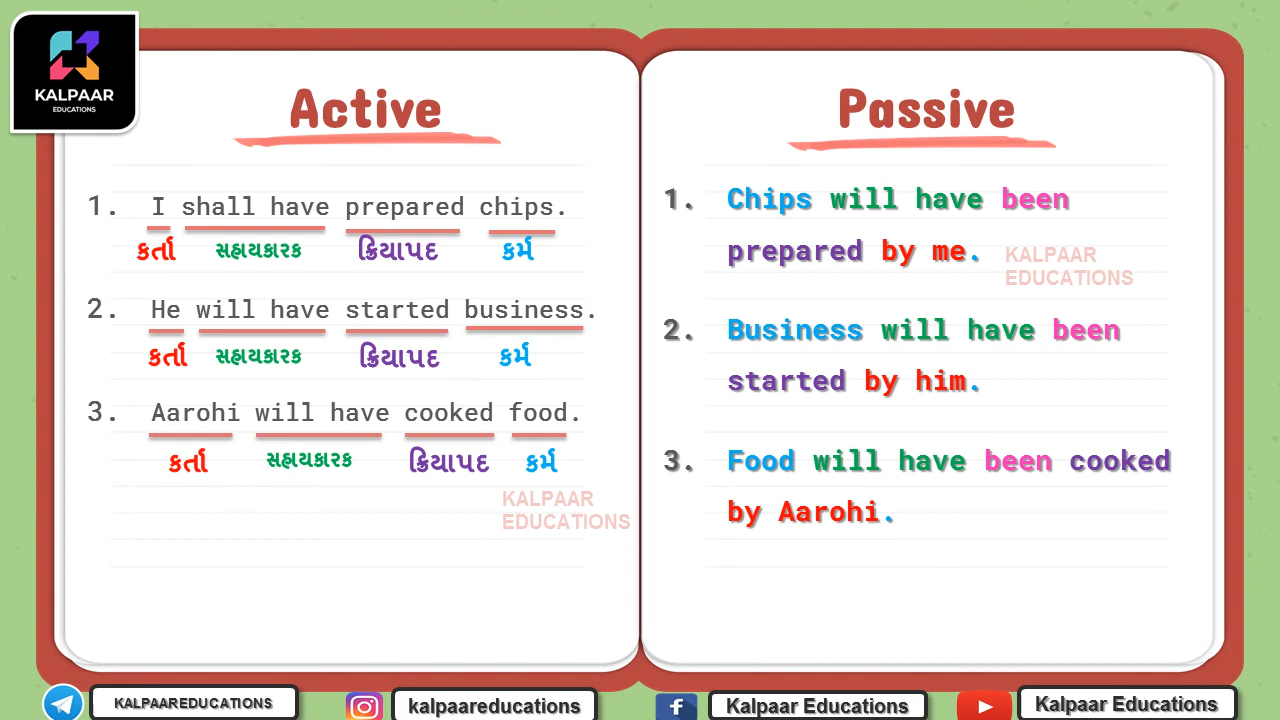 KALPAAR
EDUCATIONS
Active
1. I shall have prepared chips.
કર્તા સહાયકારક ક્રિયાપદ કર્મ
2. He will have started business.
કર્તા સહાયકારક ક્રિયાપદ કર્મ
3. Aarohi will have cooked food.
કર્તા સહાયકારક ક્રિયાપદ કર્મ
KALPAAR
EDUCATIONS
Passive
1. Chips will have been
prepared by me.
KALPAAR
EDUCATIONS
2. Business will have been
started by him.
3. Food will have been cooked
by Aarohi.
KALPAAREDUCATIONS
kalpaareducations
Kalpaar Educations
Kalpaar Educations